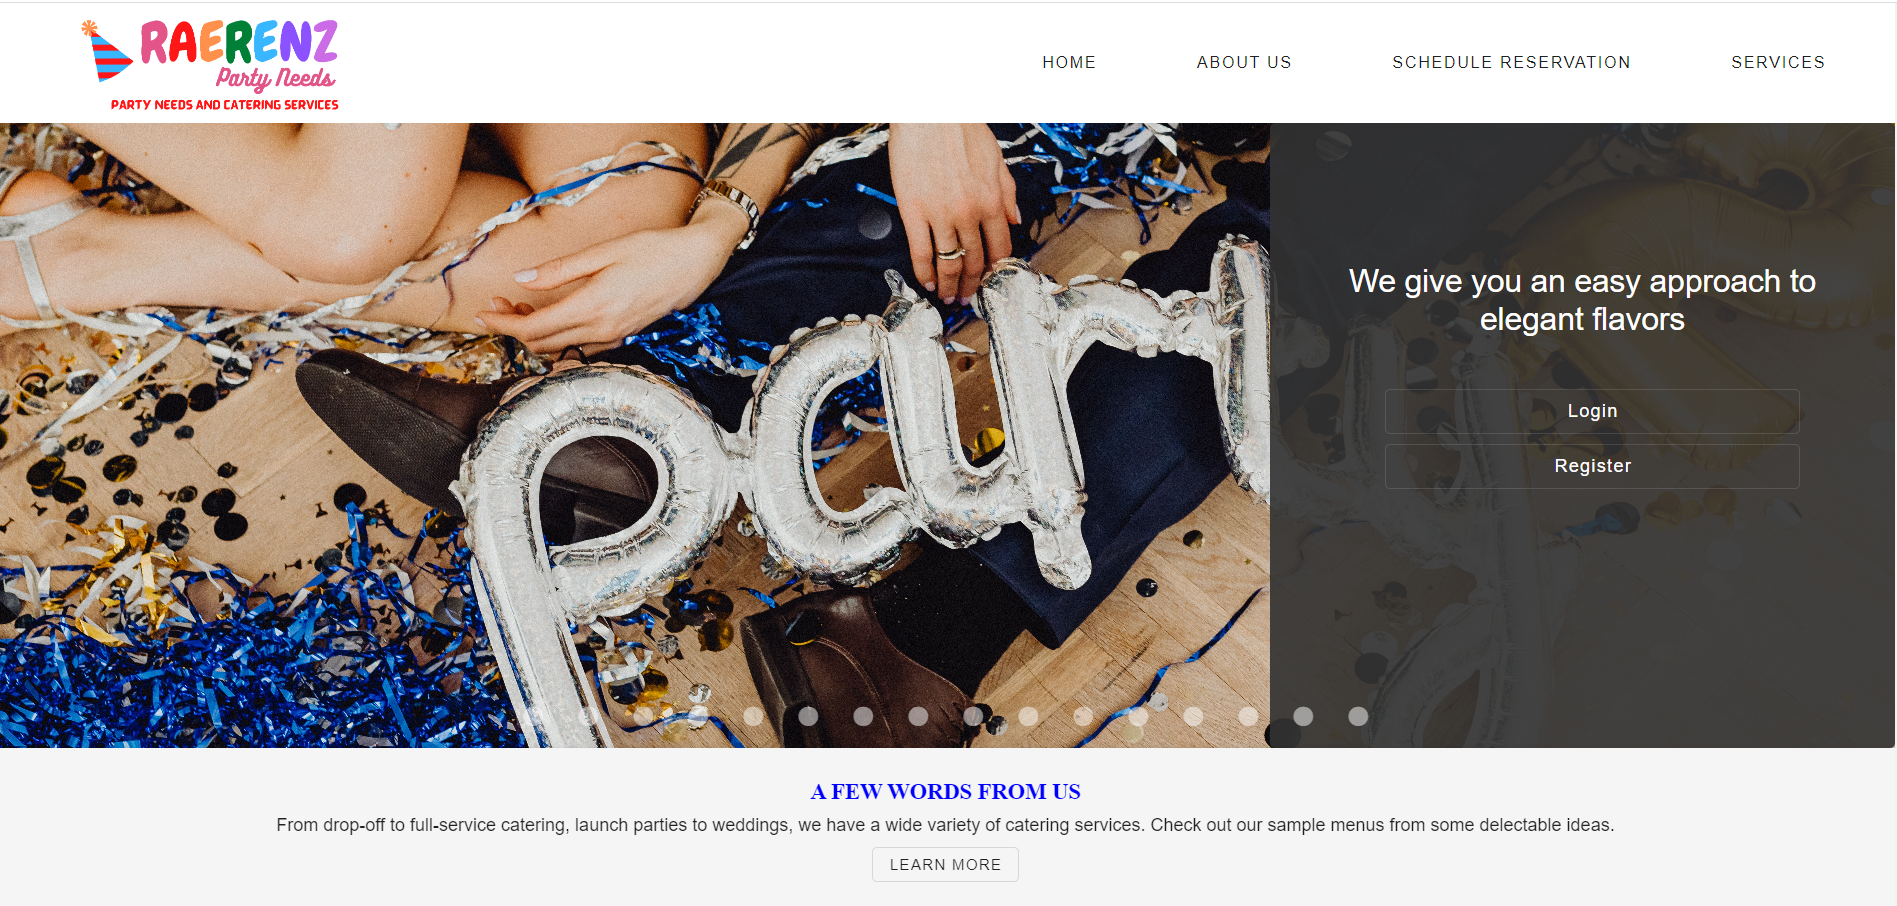 RAERENZ
Party Needs
PARTY NEEDS AND CATERING SERVICES
HOME
ABOUT US
SCHEDULE RESERVATION
SERVICES
par
We give you an easy approach to
elegant flavors
Login
Register
A FEW WORDS FROM US
From drop-off to full-service catering, launch parties to weddings, we have a wide variety of catering services. Check out our sample menus from some delectable ideas.
LEARN MORE